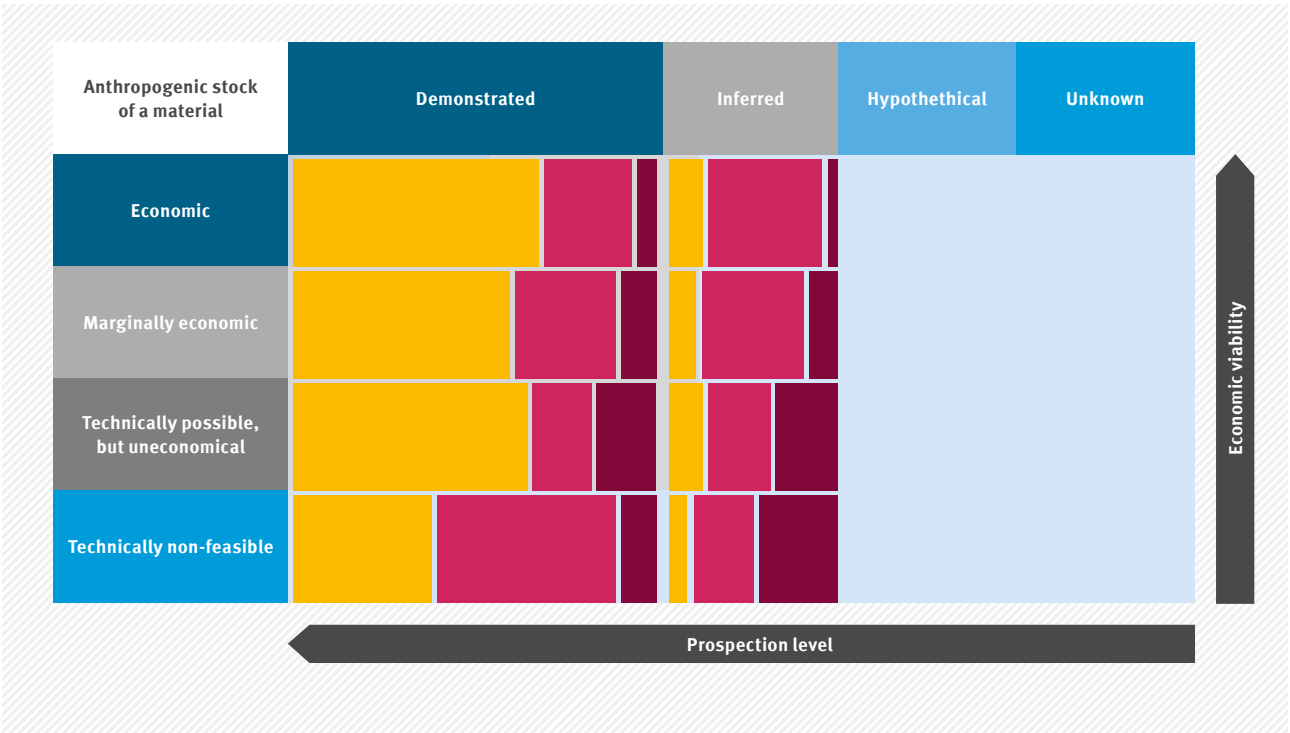 Anthropogenic stock
of a material
Demonstrated
Inferred
Hypothethical
Unknown
Economic
Marginally economic
Technically possible,
but uneconomical
Technically non-feasible
Economic viability
Prospection level